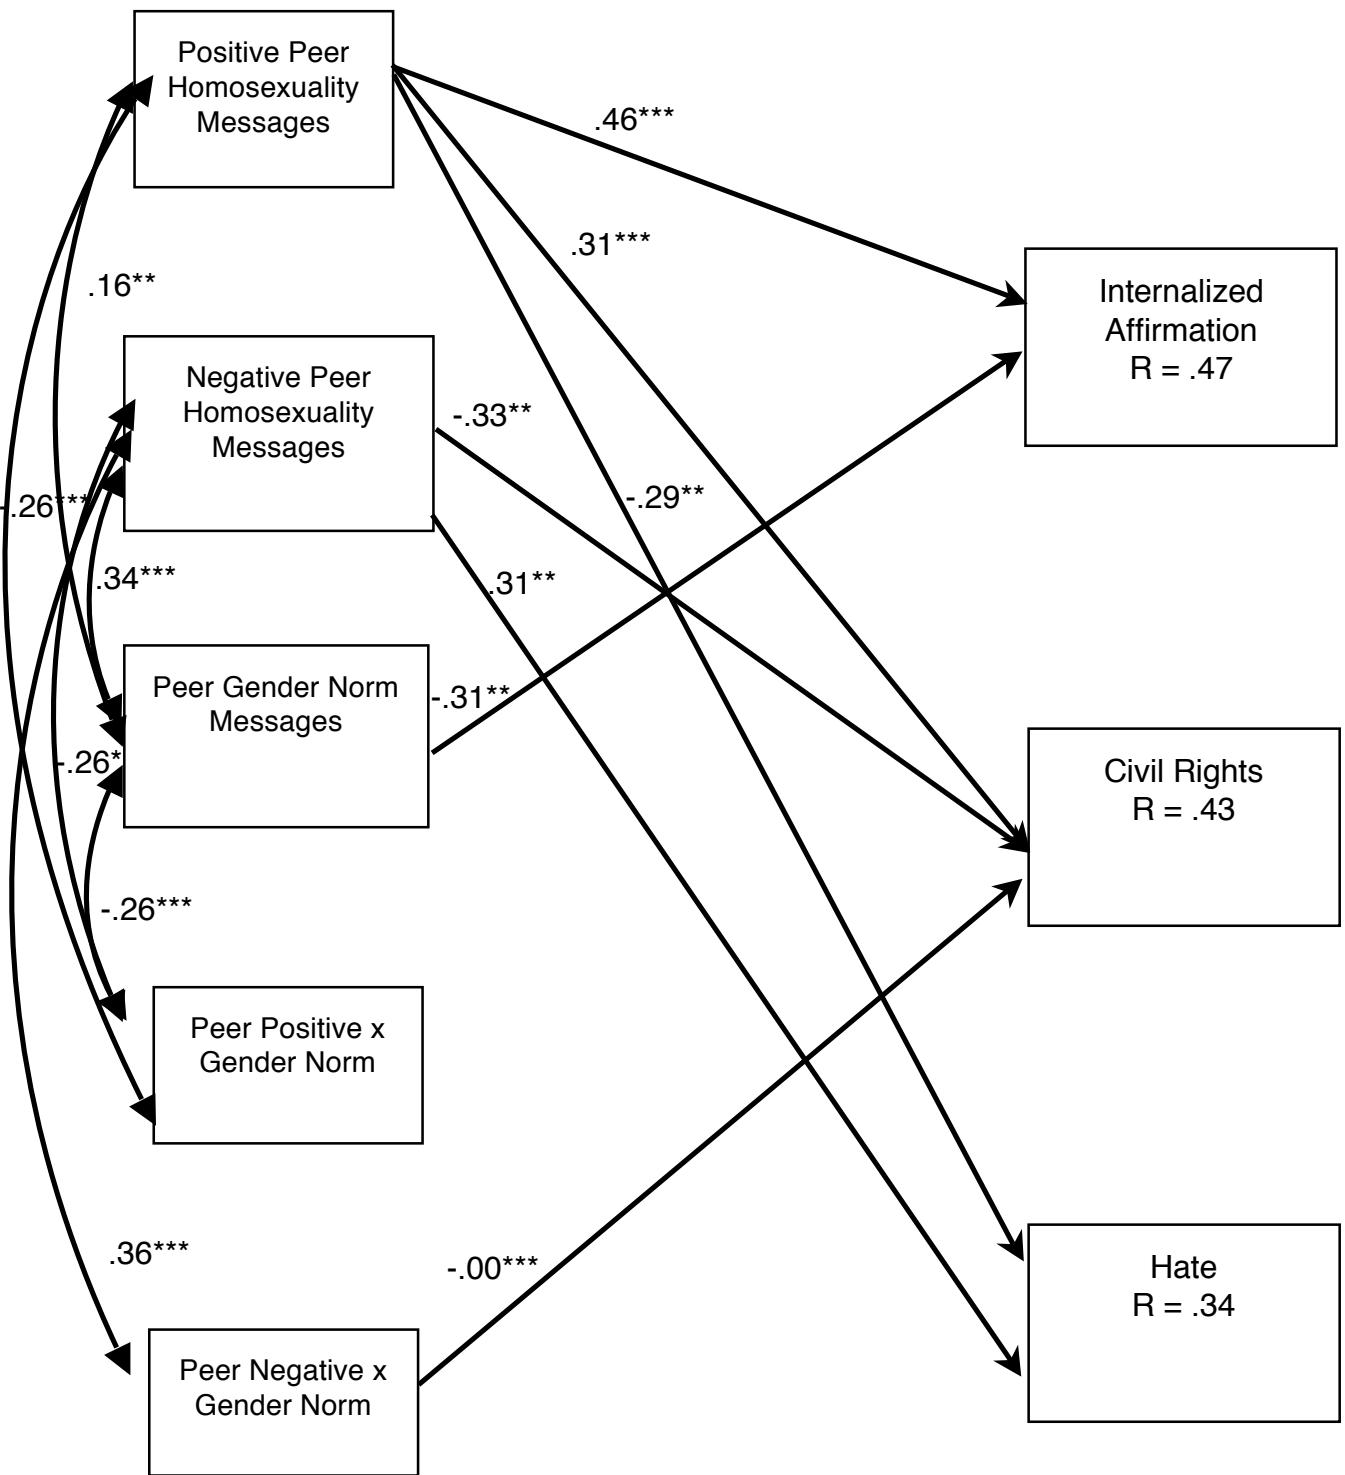 Positive Peer
Homosexuality
Messages
.46***
.31***
.16**
Internalized
Affirmation
R = .47
Negative Peer
Homosexuality
Messages
-.33**
-.29**
-.26***
.34***
.31**
Peer Gender Norm
Messages
-.31**
-.26*
Civil Rights
R = .43
-.26***
Peer Positive x
Gender Norm
.36***
-.00***
Hate
R = .34
Peer Negative x
Gender Norm